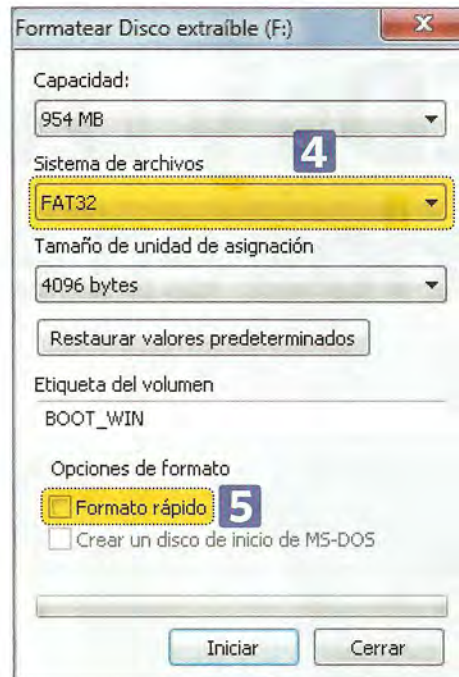 Formatear Disco extraíble (F:)
Capacidad:
954 MB
4
Sistema de archivos
FAT32
Tamaño de unidad de asignación
4096 bytes
Restaurar valores predeterminados
Etiqueta del volumen
BOOT_WIN
Opciones de formato
Formato rápido 5
Crear un disco de inicio de MS-DOS
Iniciar Cerrar